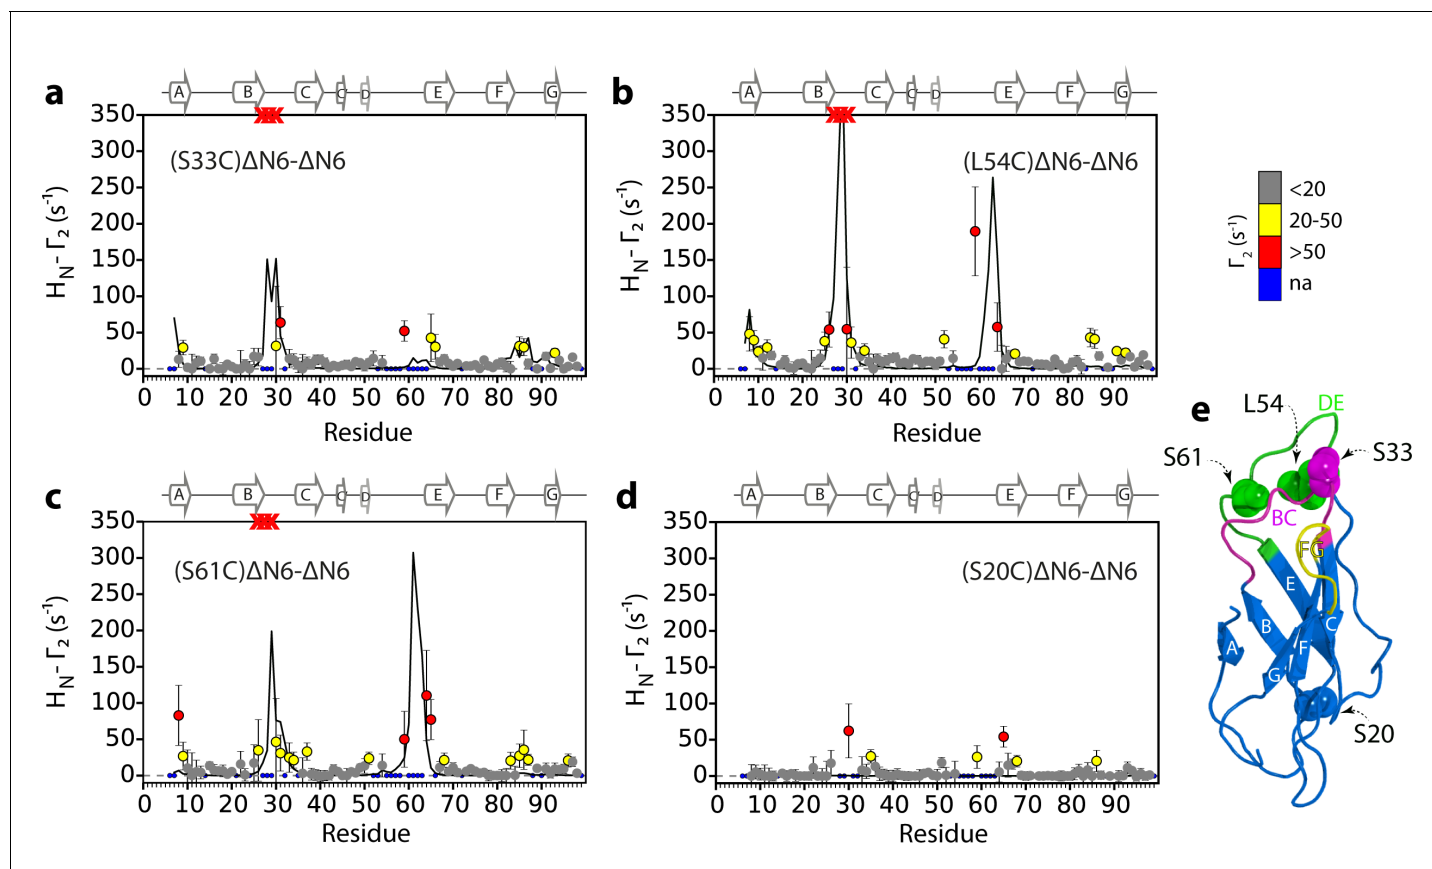 a
A B C C' D E F G
350
300
250
200
150
100
50
0
H_N- Γ₂ (s⁻¹)
(S33C)ΔN6-ΔN6
0 10 20 30 40 50 60 70 80 90
Residue
b
A B C C' D E F G
350
300
250
200
150
100
50
0
H_N- Γ₂ (s⁻¹)
(L54C)ΔN6-ΔN6
0 10 20 30 40 50 60 70 80 90
Residue
Γ₂ (s⁻¹)
<20
20-50
>50
na
c
A B C C' D E F G
350
300
250
200
150
100
50
0
H_N- Γ₂ (s⁻¹)
(S61C)ΔN6-ΔN6
0 10 20 30 40 50 60 70 80 90
Residue
d
A B C C' D E F G
350
300
250
200
150
100
50
0
H_N- Γ₂ (s⁻¹)
(S20C)ΔN6-ΔN6
0 10 20 30 40 50 60 70 80 90
Residue
e
L54
DE
S61
S33
BC
FG
E
B
C
A
F
G
S20